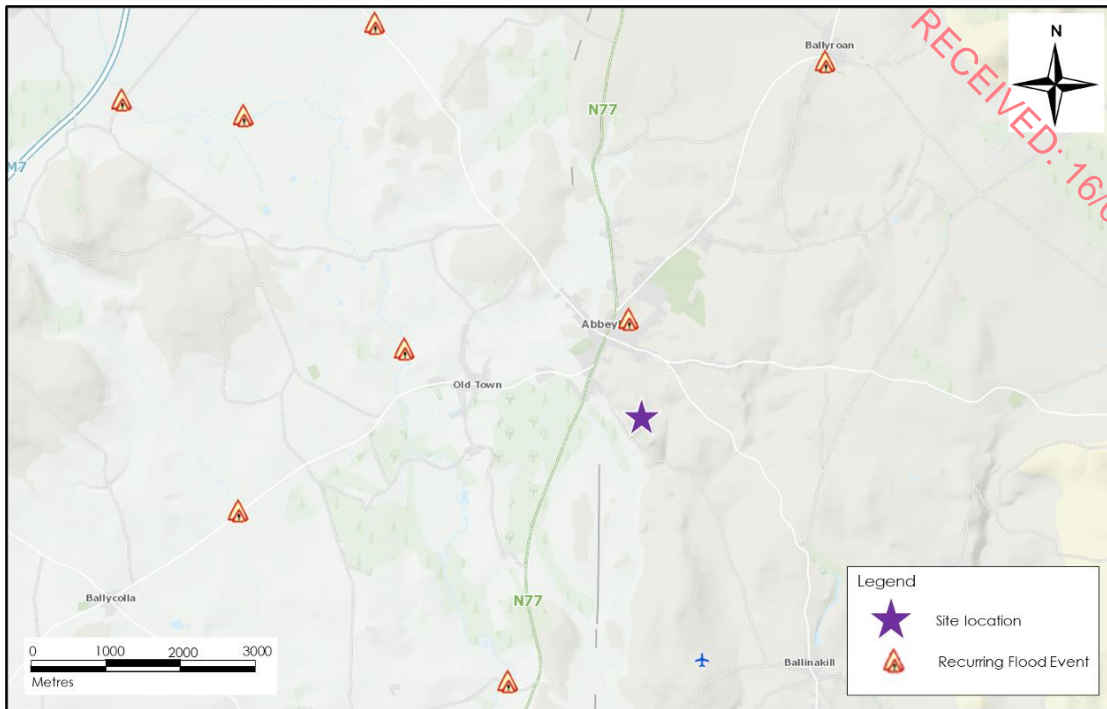 Ballyroan
N
RECEIVED: 16/0
N77
M7
Abbeyl
Old Town
N77
Ballycolla
Ballinakill
0 1000 2000 3000
Metres
Legend
Site location
Recurring Flood Event